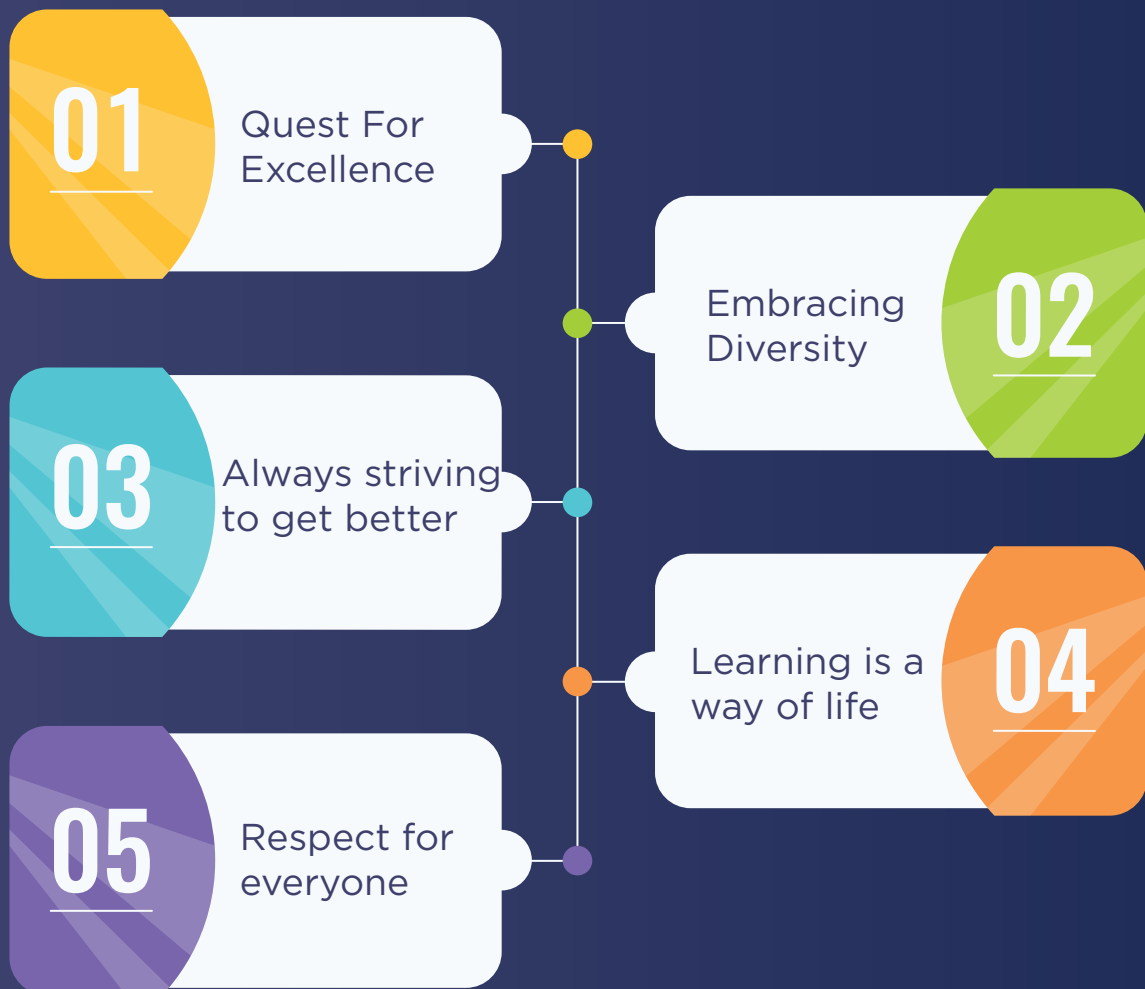 01
Quest For
Excellence
02
Embracing
Diversity
03
Always striving
to get better
04
Learning is a
way of life
05
Respect for
everyone